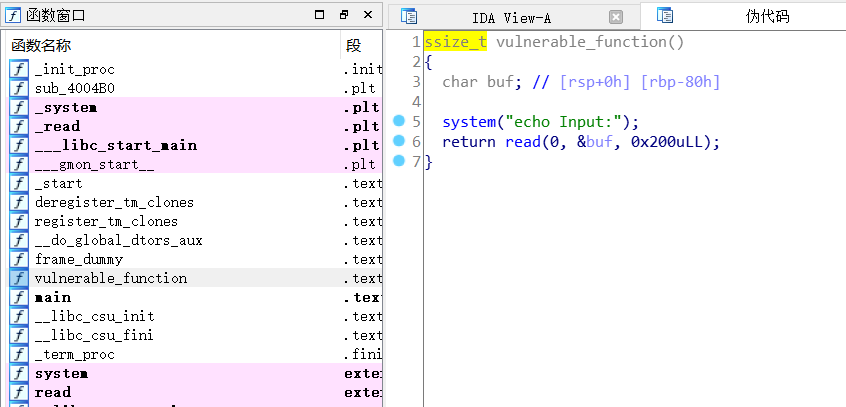 函数窗口
函数名称 段
_init_proc .init
sub_4004B0 .plt
_system .plt
_read .plt
___libc_start_main .plt
___gmon_start__ .plt
_start .text
deregister_tm_clones .text
register_tm_clones .text
__do_global_dtors_aux .text
frame_dummy .text
vulnerable_function .text
main .text
__libc_csu_init .text
__libc_csu_fini .text
_term_proc .fini
system exte
read exte
IDA View-A 伪代码
1 ssize_t vulnerable_function()
2 {
3 char buf; // [rsp+0h] [rbp-80h]
4
5 system("echo Input:");
6 return read(0, &buf, 0x200uLL);
7 }